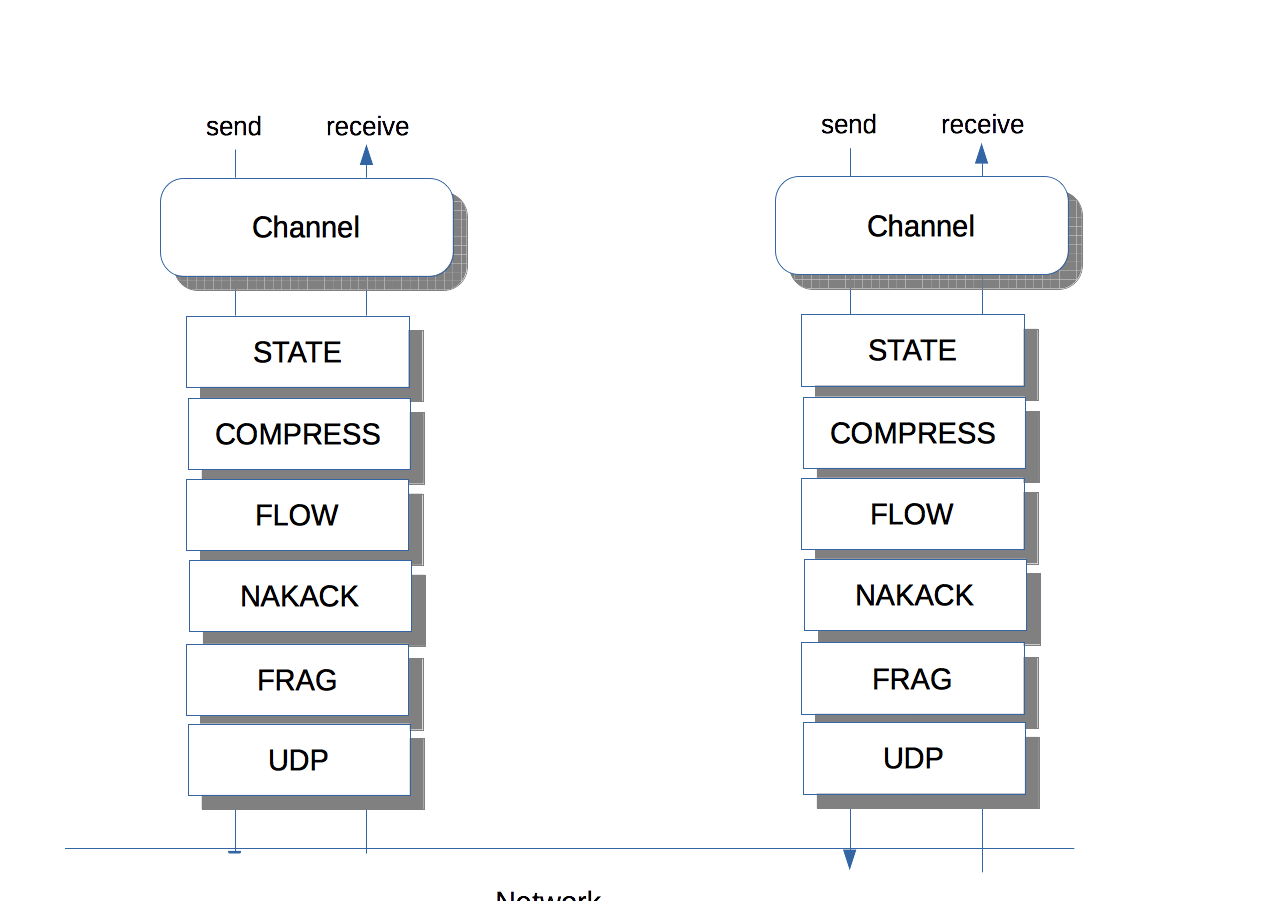 send receive
Channel
STATE
COMPRESS
FLOW
NAKACK
FRAG
UDP
send receive
Channel
STATE
COMPRESS
FLOW
NAKACK
FRAG
UDP
Network